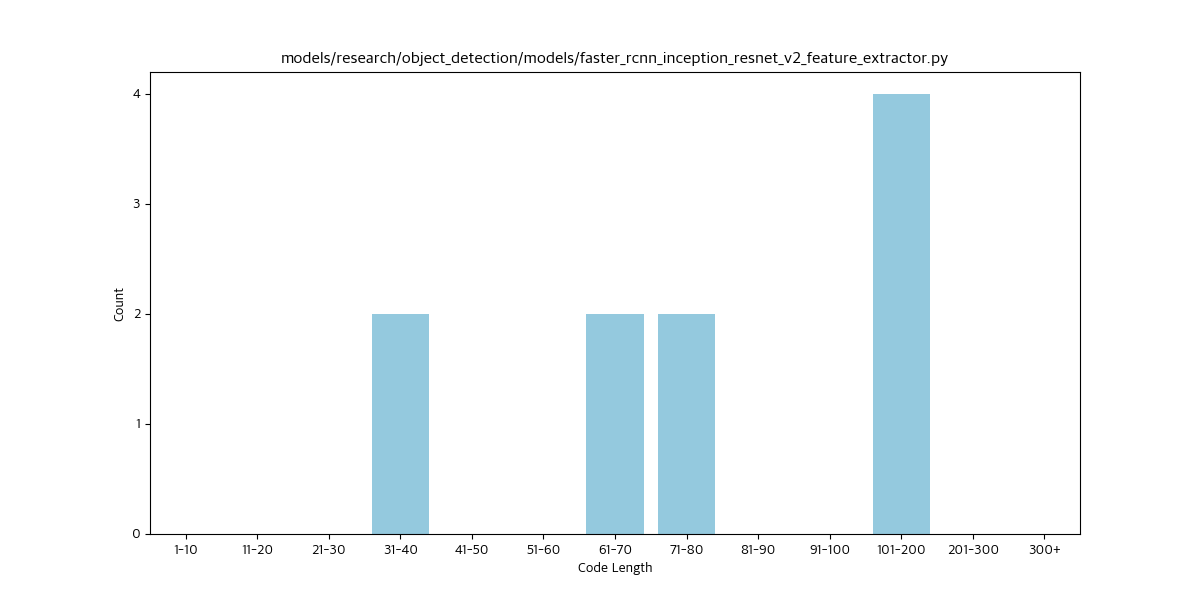 models/research/object_detection/models/faster_rcnn_inception_resnet_v2_feature_extractor.py
4
3
Count
2
1
0
1-10 11-20 21-30 31-40 41-50 51-60 61-70 71-80 81-90 91-100 101-200 201-300 300+
Code Length